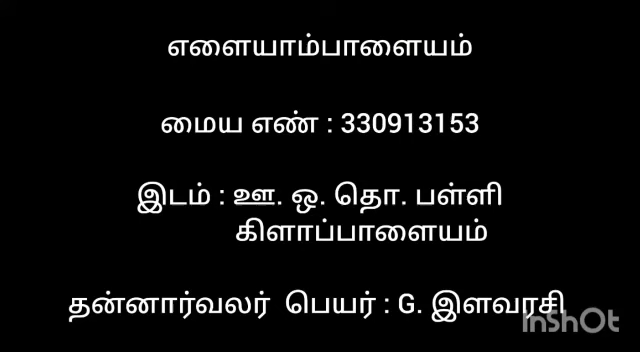 எளையாம்பாளையம்
மைய எண் : 330913153
இடம் : ஊ. ஒ. தொ. பள்ளி
கிளாப்பாளையம்
தன்னார்வலர் பெயர் : G. இளவரசி
InShOt